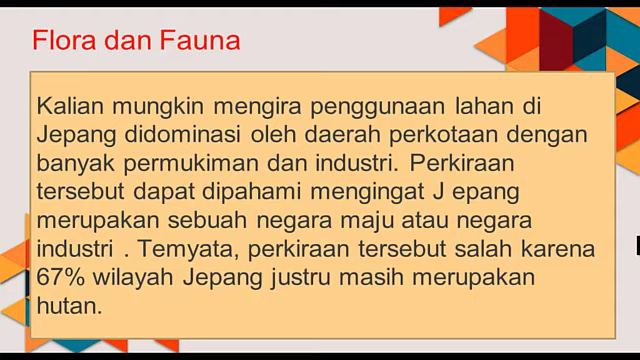 Flora dan Fauna
Kalian mungkin mengira penggunaan lahan di
Jepang didominasi oleh daerah perkotaan dengan
banyak permukiman dan industri. Perkiraan
tersebut dapat dipahami mengingat J epang
merupakan sebuah negara maju atau negara
industri . Temyata, perkiraan tersebut salah karena
67% wilayah Jepang justru masih merupakan
hutan.